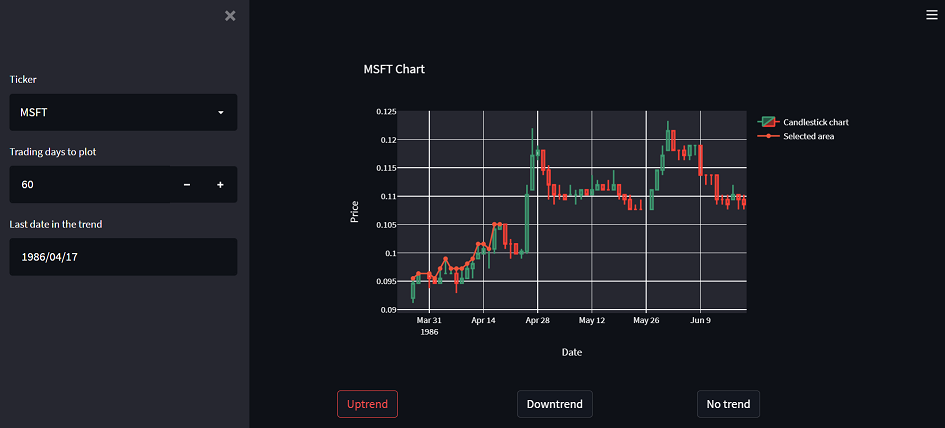 Ticker
MSFT
Trading days to plot
60
Last date in the trend
1986/04/17
MSFT Chart
0.125
0.12
0.115
0.11
0.105
0.1
0.095
0.09
Price
Mar 31
1986
Apr 14
Apr 28
May 12
May 26
Jun 9
Date
Candlestick chart
Selected area
Uptrend
Downtrend
No trend